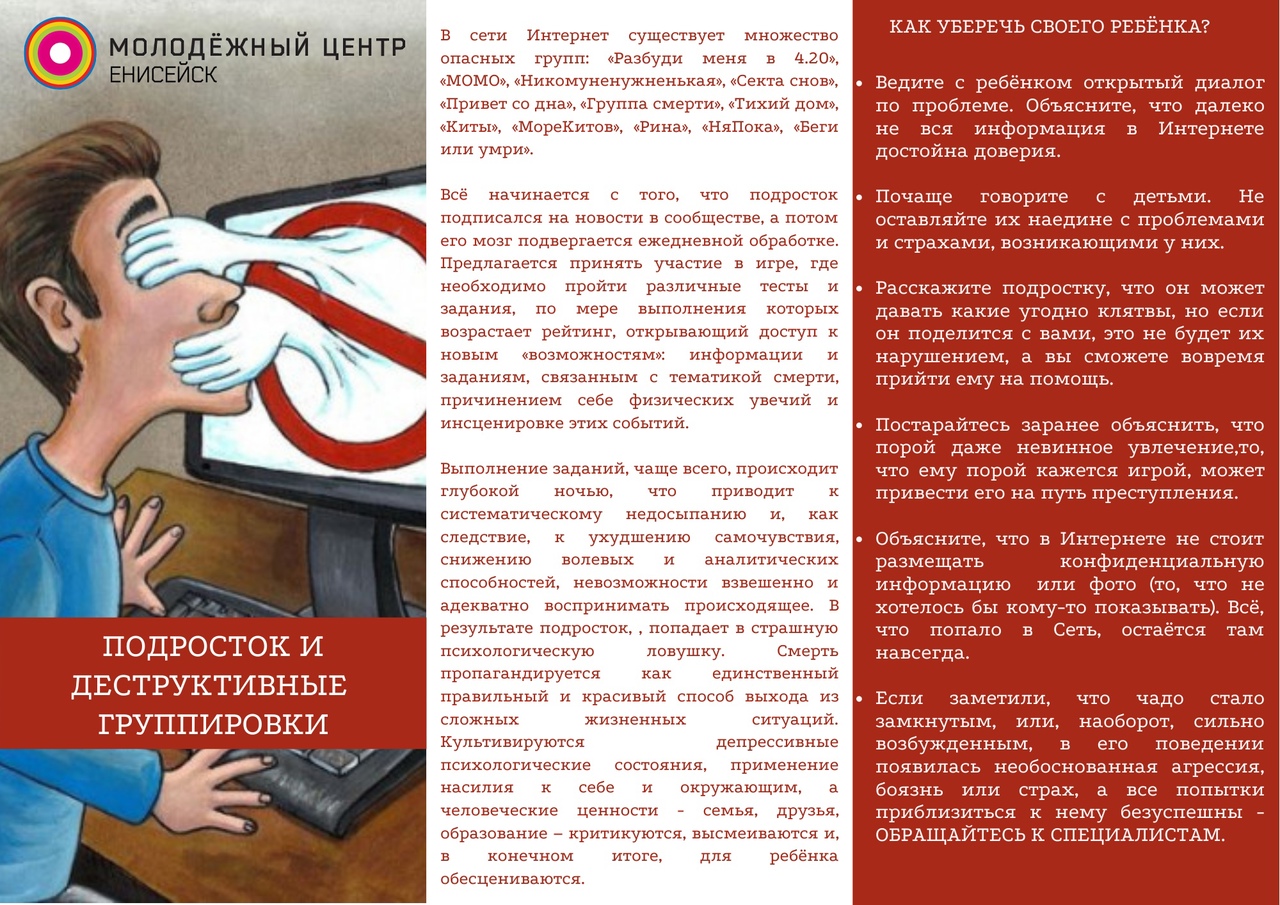 МОЛОДЁЖНЫЙ ЦЕНТР
ЕНИСЕЙСК
ПОДРОСТОК И
ДЕСТРУКТИВНЫЕ
ГРУППИРОВКИ
В сети Интернет существует множество
опасных групп: «Разбуди меня в 4.20»,
«МОМО», «Никомуненужненькая», «Секта снов»,
«Привет со дна», «Группа смерти», «Тихий дом»,
«Киты», «МореКитов», «Рина», «НяПока», «Беги
или умри».
Всё начинается с того, что подросток
подписался на новости в сообществе, а потом
его мозг подвергается ежедневной обработке.
Предлагается принять участие в игре, где
необходимо пройти различные тесты и
задания, по мере выполнения которых
возрастает рейтинг, открывающий доступ к
новым «возможностям»: информации и
заданиям, связанным с тематикой смерти,
причинением себе физических увечий и
инсценировке этих событий.
Выполнение заданий, чаще всего, происходит
глубокой ночью, что приводит к
систематическому недосыпанию и, как
следствие, к ухудшению самочувствия,
снижению волевых и аналитических
способностей, невозможности взвешенно и
адекватно воспринимать происходящее. В
результате подросток, , попадает в страшную
психологическую ловушку. Смерть
пропагандируется как единственный
правильный и красивый способ выхода из
сложных жизненных ситуаций.
Культивируются депрессивные
психологические состояния, применение
насилия к себе и окружающим, а
человеческие ценности - семья, друзья,
образование – критикуются, высмеиваются и,
в конечном итоге, для ребёнка
обесцениваются.
КАК УБЕРЕЧЬ СВОЕГО РЕБЁНКА?
• Ведите с ребёнком открытый диалог
по проблеме. Объясните, что далеко
не вся информация в Интернете
достойна доверия.
• Почаще говорите с детьми. Не
оставляйте их наедине с проблемами
и страхами, возникающими у них.
• Расскажите подростку, что он может
давать какие угодно клятвы, но если
он поделится с вами, это не будет их
нарушением, а вы сможете вовремя
прийти ему на помощь.
• Постарайтесь заранее объяснить, что
порой даже невинное увлечение,то,
что ему порой кажется игрой, может
привести его на путь преступления.
• Объясните, что в Интернете не стоит
размещать конфиденциальную
информацию или фото (то, что не
хотелось бы кому-то показывать). Всё,
что попало в Сеть, остаётся там
навсегда.
• Если заметили, что чадо стало
замкнутым, или, наоборот, сильно
возбужденным, в его поведении
появилась необоснованная агрессия,
боязнь или страх, а все попытки
приблизиться к нему безуспешны -
ОБРАЩАЙТЕСЬ К СПЕЦИАЛИСТАМ.